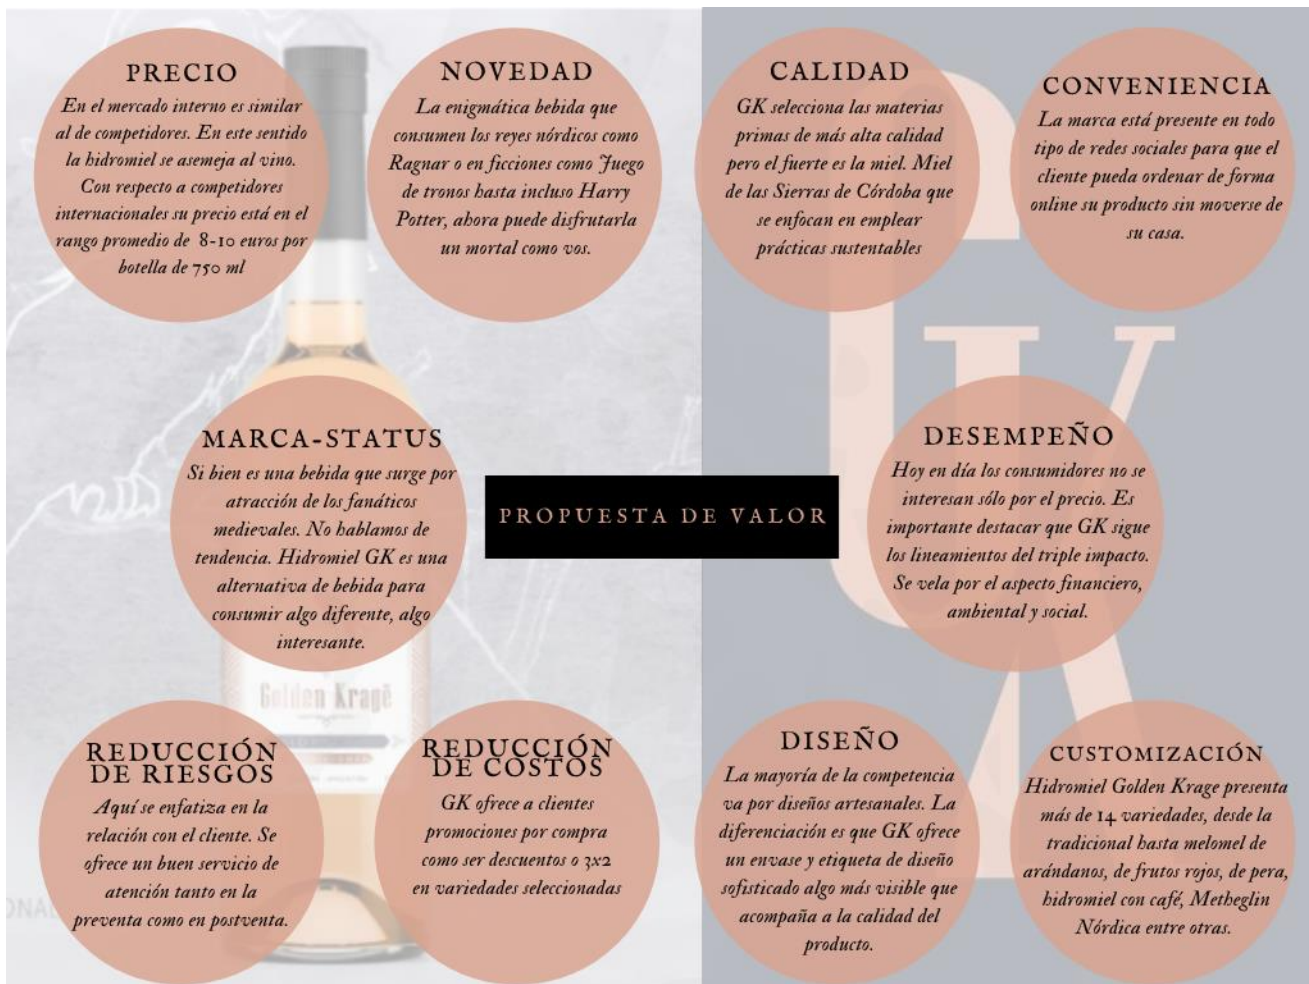 PRECIO
En el mercado interno es similar
al de competidores. En este sentido
la hidromiel se asemeja al vino.
Con respecto a competidores
internacionales su precio está en el
rango promedio de 8-10 euros por
botella de 750 ml
NOVEDAD
La enigmática bebida que
consumen los reyes nórdicos como
Ragnar o en ficciones como Juego
de tronos hasta incluso Harry
Potter, ahora puede disfrutarla
un mortal como vos.
CALIDAD
GK selecciona las materias
primas de más alta calidad
pero el fuerte es la miel. Miel
de las Sierras de Córdoba que
se enfocan en emplear
prácticas sustentables
CONVENIENCIA
La marca está presente en todo
tipo de redes sociales para que el
cliente pueda ordenar de forma
online su producto sin moverse de
su casa.
MARCA-STATUS
Si bien es una bebida que surge por
atracción de los fanáticos
medievales. No hablamos de
tendencia. Hidromiel GK es una
alternativa de bebida para
consumir algo diferente, algo
interesante.
PROPUESTA DE VALOR
DESEMPEÑO
Hoy en día los consumidores no se
interesan sólo por el precio. Es
importante destacar que GK sigue
los lineamientos del triple impacto.
Se vela por el aspecto financiero,
ambiental y social.
Golden Kragē
REDUCCIÓN
DE RIESGOS
Aquí se enfatiza en la
relación con el cliente. Se
ofrece un buen servicio de
atención tanto en la
preventa como en postventa.
REDUCCIÓN
DE COSTOS
GK ofrece a clientes
promociones por compra
como ser descuentos o 3x2
en variedades seleccionadas
DISEÑO
La mayoría de la competencia
va por diseños artesanales. La
diferenciación es que GK ofrece
un envase y etiqueta de diseño
sofisticado algo más visible que
acompaña a la calidad del
producto.
CUSTOMIZACIÓN
Hidromiel Golden Krage presenta
más de 14 variedades, desde la
tradicional hasta melomel de
arándanos, de frutos rojos, de pera,
hidromiel con café, Metheglin
Nórdica entre otras.